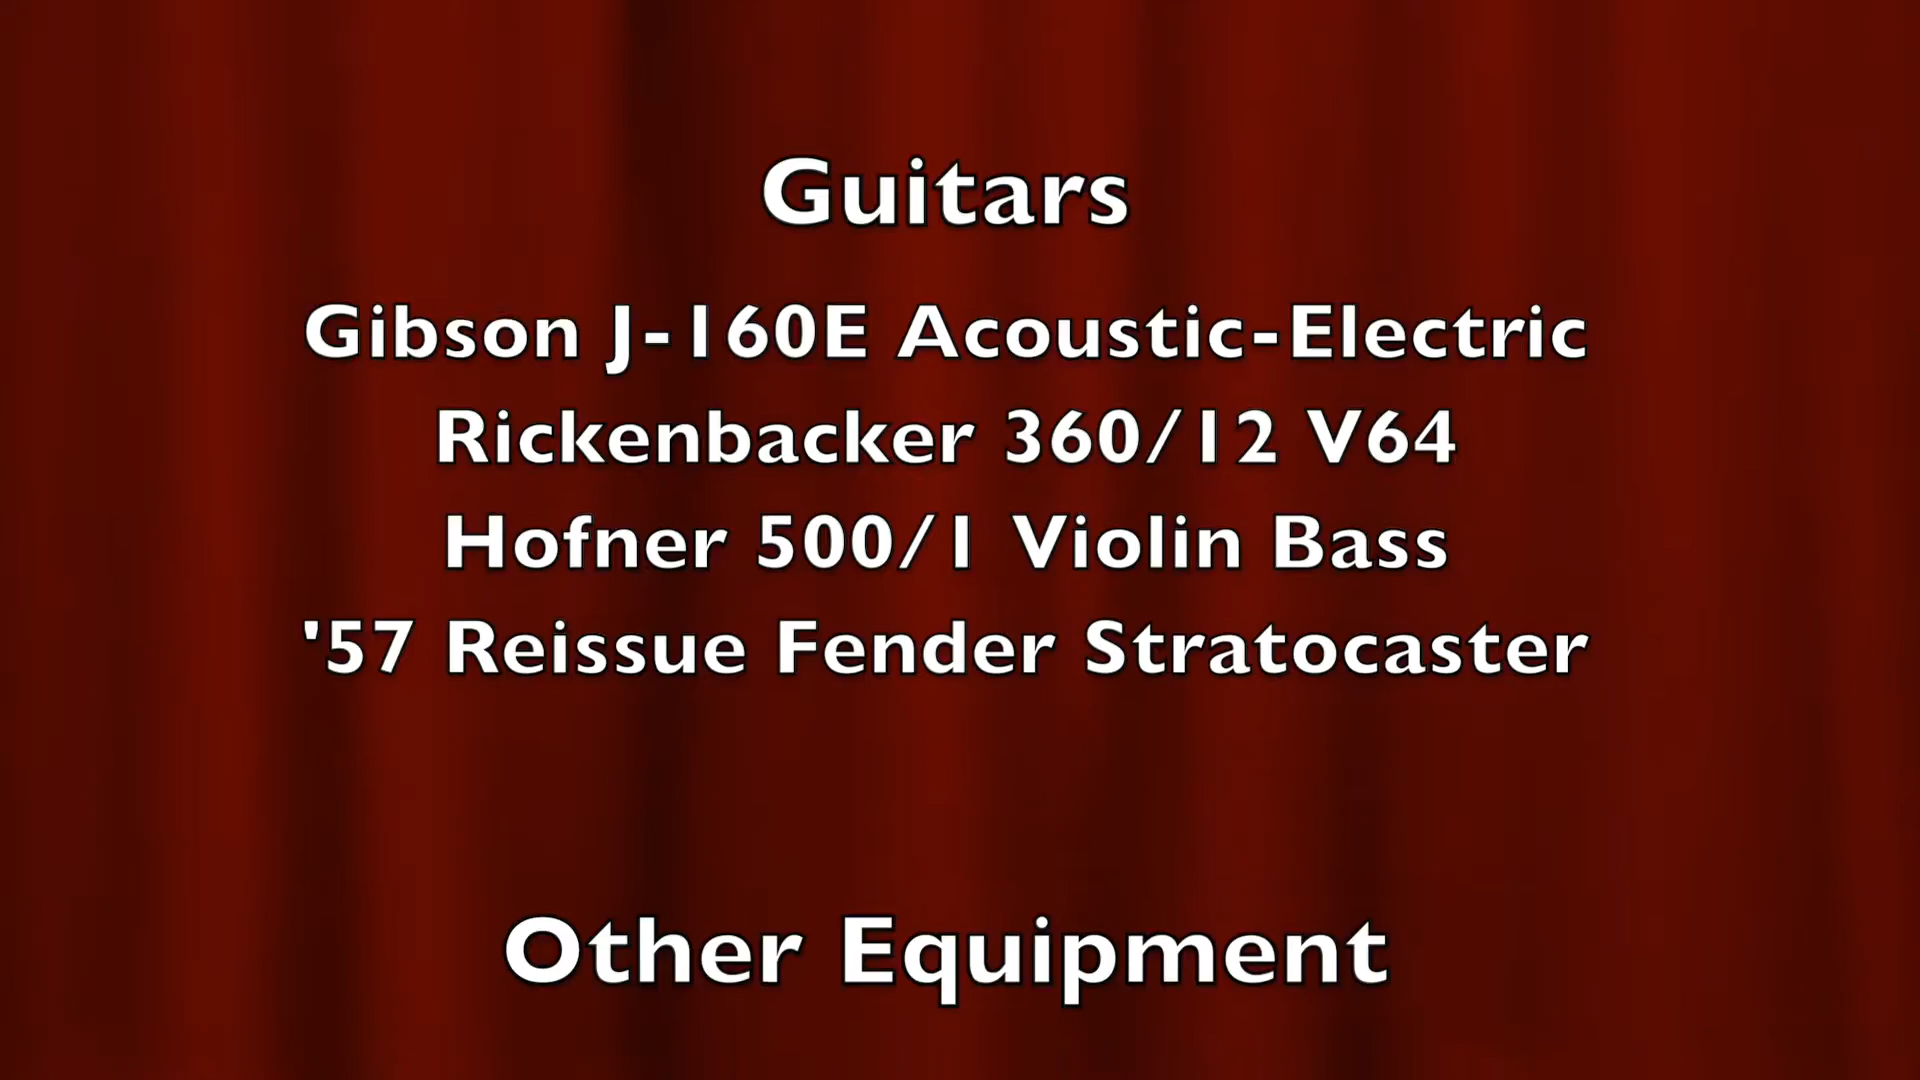 Guitars
Gibson J-160E Acoustic-Electric
Rickenbacker 360/12 V64
Hofner 500/1 Violin Bass
'57 Reissue Fender Stratocaster
Other Equipment